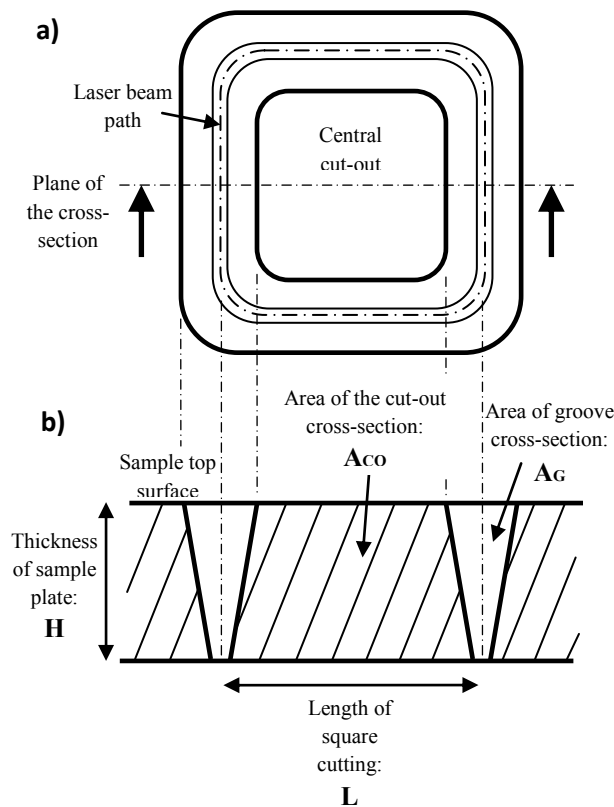 a)
Laser beam
path
Central
cut-out
Plane of
the cross-
section
b)
Area of the cut-out
cross-section:
ACO
Area of groove
cross-section:
AG
Sample top
surface
Thickness
of sample
plate:
H
Length of
square
cutting:
L